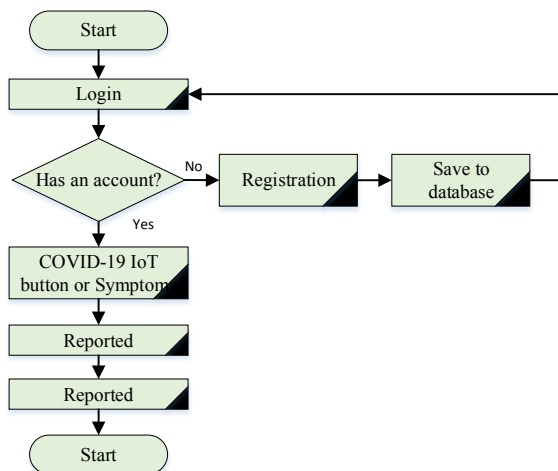 Start
Login
Has an account?
No
Registration
Save to
database
Yes
COVID-19 IoT
button or Symptom
Reported
Reported
Start